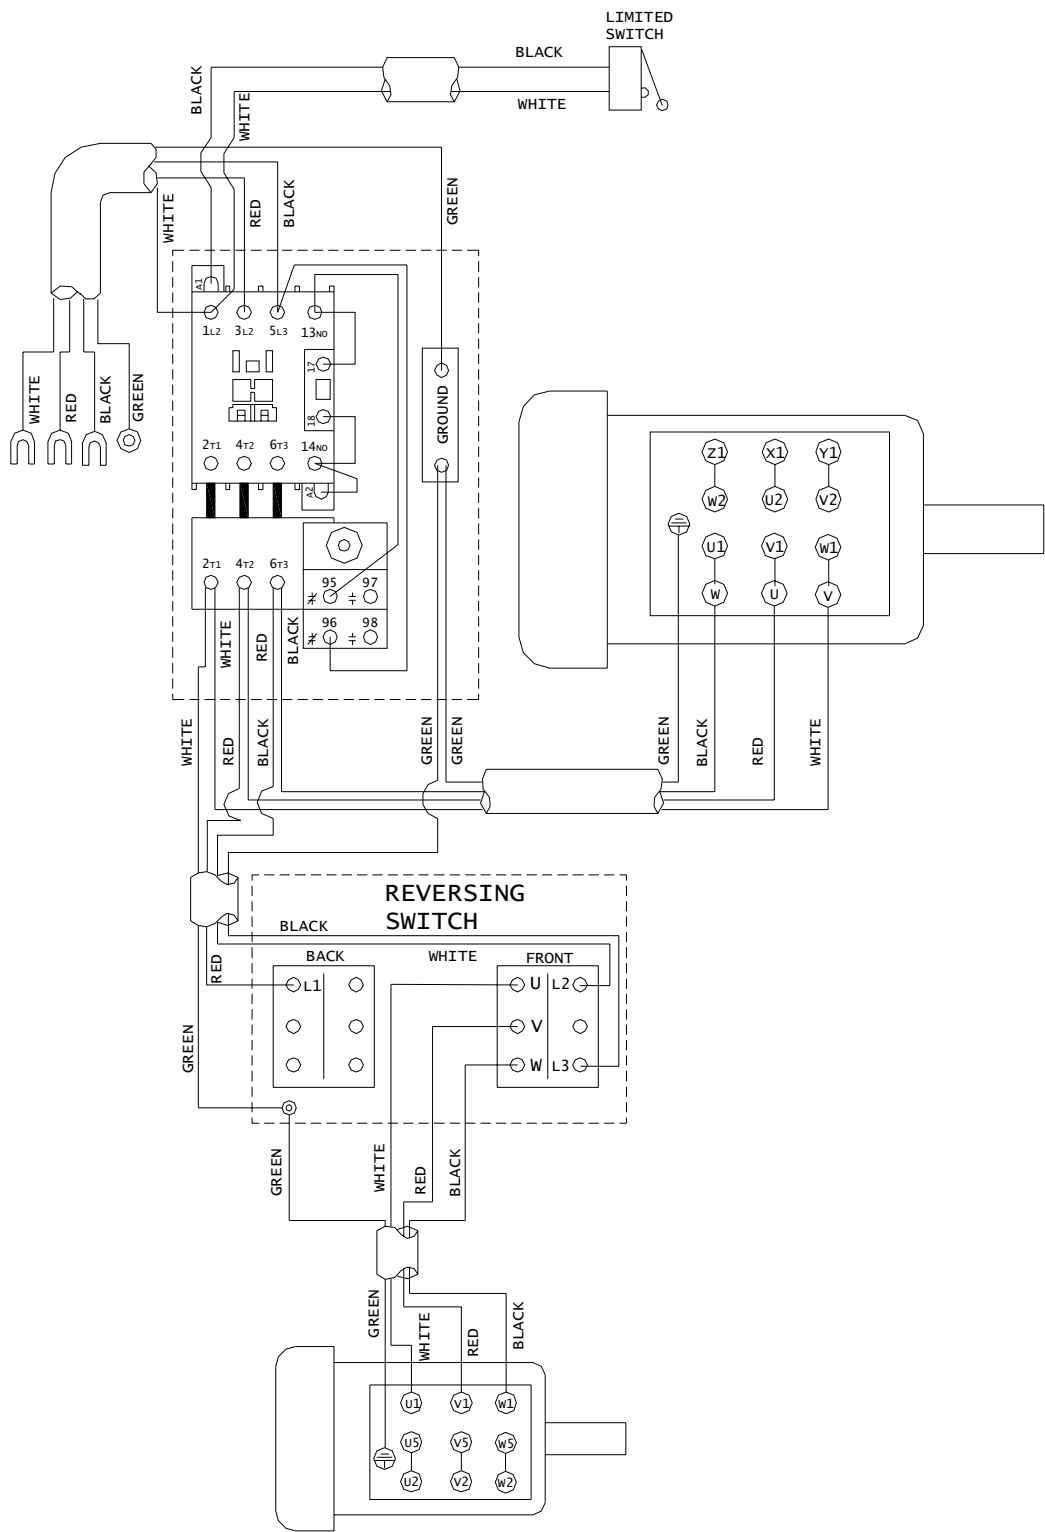 LIMITED
SWITCH
BLACK
WHITE
BLACK
WHITE
WHITE
RED
BLACK
GREEN
A1
1L2
3L2
5L3
13NO
17
18
2T1
4T2
6T3
14NO
A2
GROUND
WHITE
RED
BLACK
GREEN
2T1
4T2
6T3
95
97
96
98
WHITE
RED
BLACK
Z1
X1
Y1
W2
U2
V2
U1
V1
W1
W
U
V
WHITE
RED
BLACK
GREEN
GREEN
GREEN
BLACK
RED
WHITE
REVERSING
SWITCH
BLACK
WHITE
BACK
FRONT
RED
L1
U
L2
V
W
L3
GREEN
GREEN
WHITE
RED
BLACK
GREEN
WHITE
RED
BLACK
U1
V1
W1
U5
V5
W5
U2
V2
W2